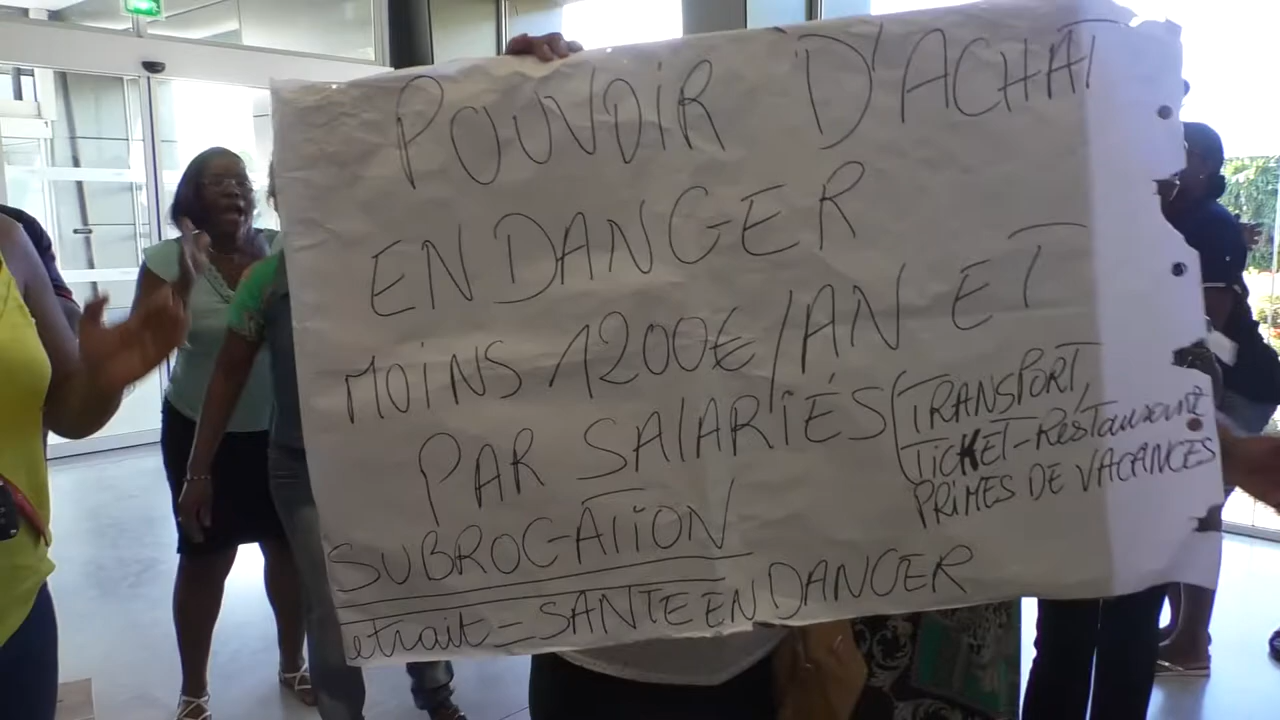 POUVOIR D'ACHAT
EN DANGER
MOINS 1200€/AN ET
PAR SALARIÉS (TRANSPORT,
TICKET-RESTAURANT
PRIMES DE VACANCES
SUBROGATION
etrait = SANTE EN DANGER